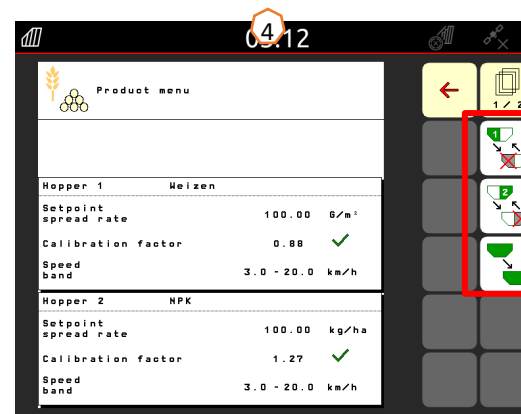 4
:12
Product menu
1 / 2
1
2
Hopper 1 Weizen
Setpoint
spread rate 100.00 G/m²
Calibration factor 0.88
Speed
band 3.0 - 20.0 km/h
Hopper 2 NPK
Setpoint
spread rate 100.00 kg/ha
Calibration factor 1.27
Speed
band 3.0 - 20.0 km/h